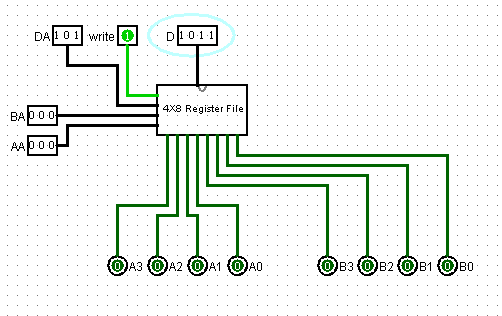 DA 1 0 1 write 1 D 1 0 1 1
4X8 Register File
BA 0 0 0
AA 0 0 0
0 A3 0 A2 0 A1 0 A0 0 B3 0 B2 0 B1 0 B0